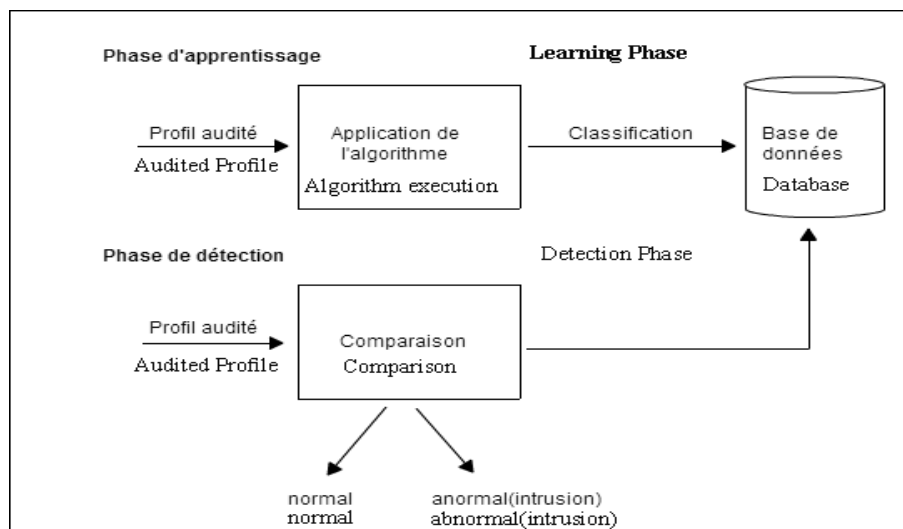 Phase d'apprentissage
Learning Phase
Profil audité
Audited Profile
Application de
l'algorithme
Algorithm execution
Classification
Base de
données
Database
Phase de détection
Detection Phase
Profil audité
Audited Profile
Comparaison
Comparison
normal
normal
anormal(intrusion)
abnormal(intrusion)